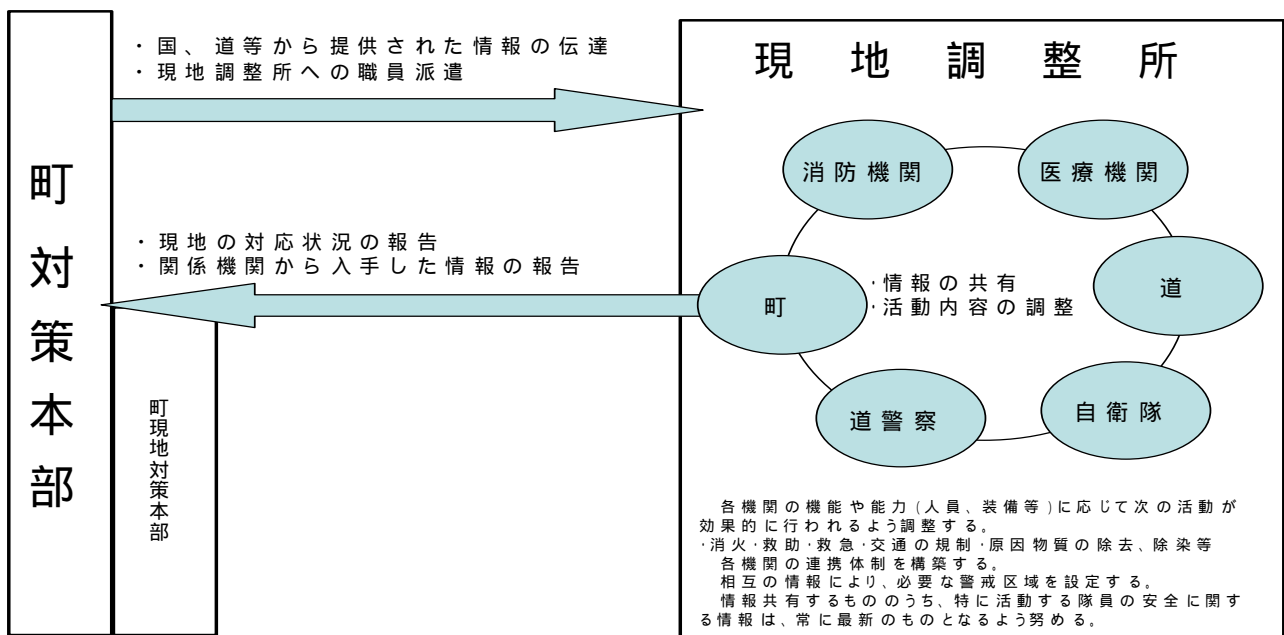 町対策本部
・国、道等から提供された情報の伝達
・現地調整所への職員派遣
・現地の対応状況の報告
・関係機関から入手した情報の報告
町現地対策本部
現地調整所
消防機関
医療機関
町
・情報の共有
・活動内容の調整
道
道警察
自衛隊
各機関の機能や能力(人員、装備等)に応じて次の活動が
効果的に行われるよう調整する。
・消火・救助・救急・交通の規制・原因物質の除去、除染等
各機関の連携体制を構築する。
相互の情報により、必要な警戒区域を設定する。
情報共有するもののうち、特に活動する隊員の安全に関す
る情報は、常に最新のものとなるよう努める。